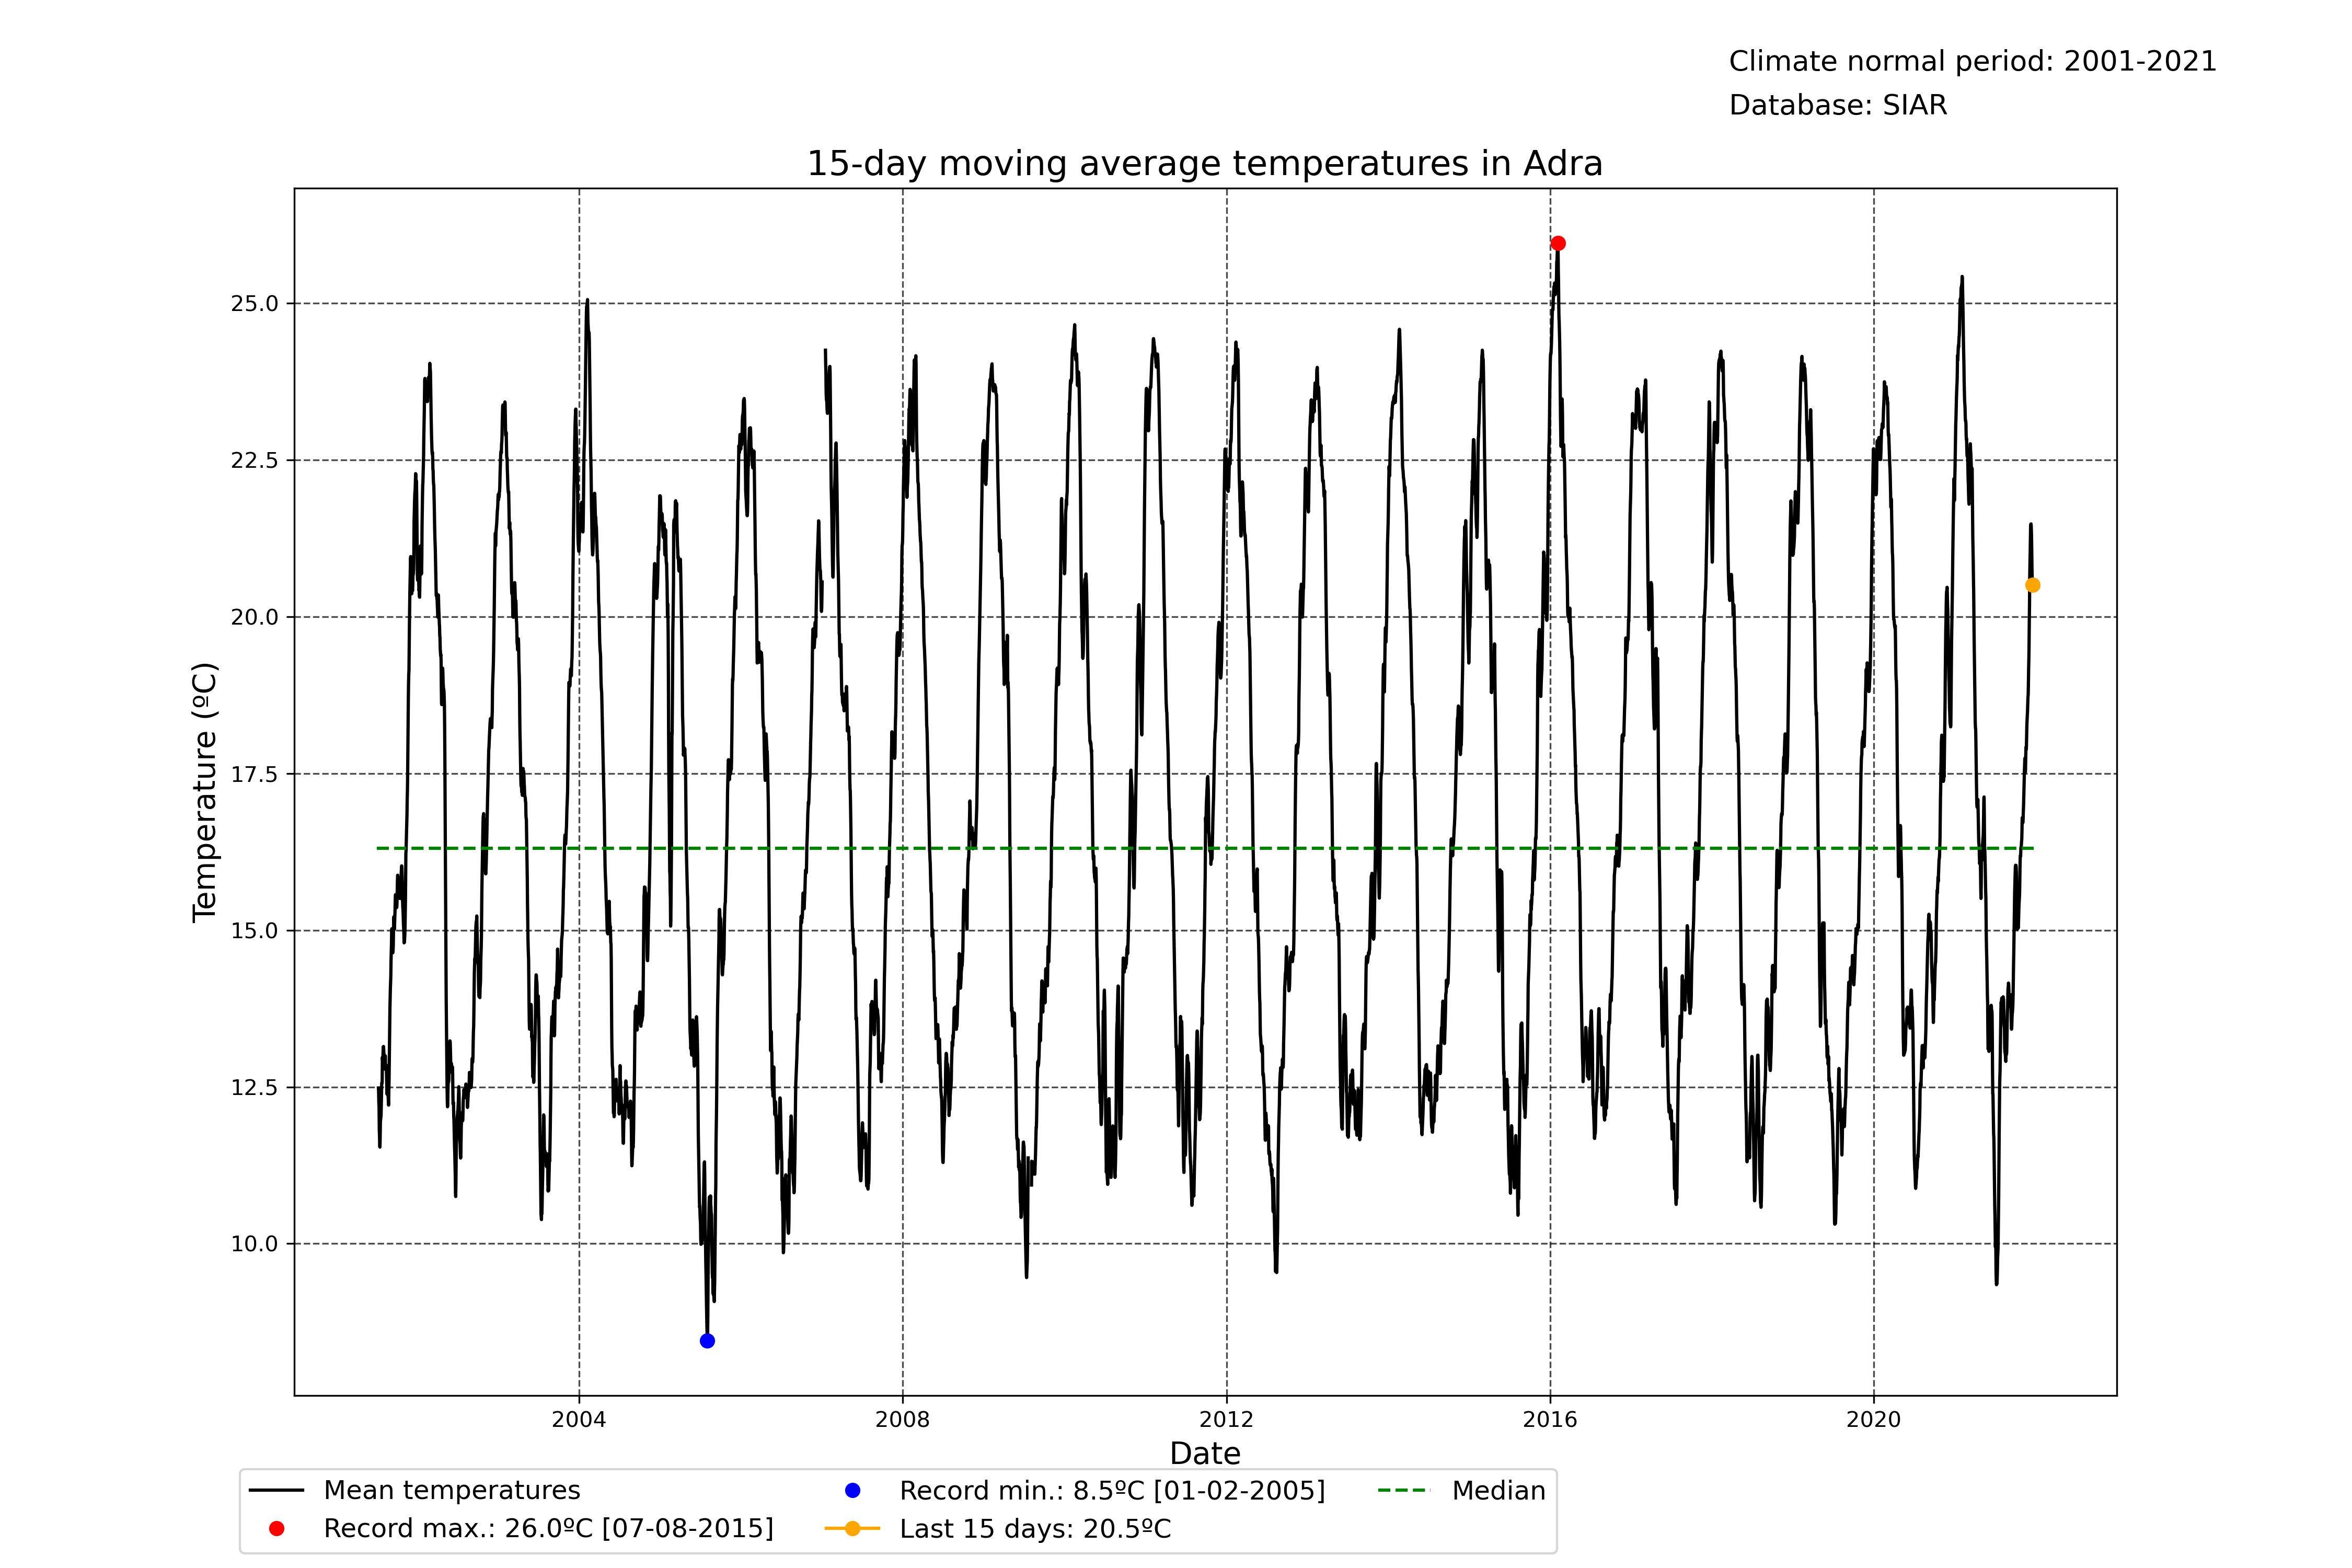 Climate normal period: 2001-2021
Database: SIAR
15-day moving average temperatures in Adra
Temperature (ºC)
25.0
22.5
20.0
17.5
15.0
12.5
10.0
2004
2008
2012
2016
2020
Date
Mean temperatures
Record max.: 26.0ºC [07-08-2015]
Record min.: 8.5ºC [01-02-2005]
Last 15 days: 20.5ºC
Median